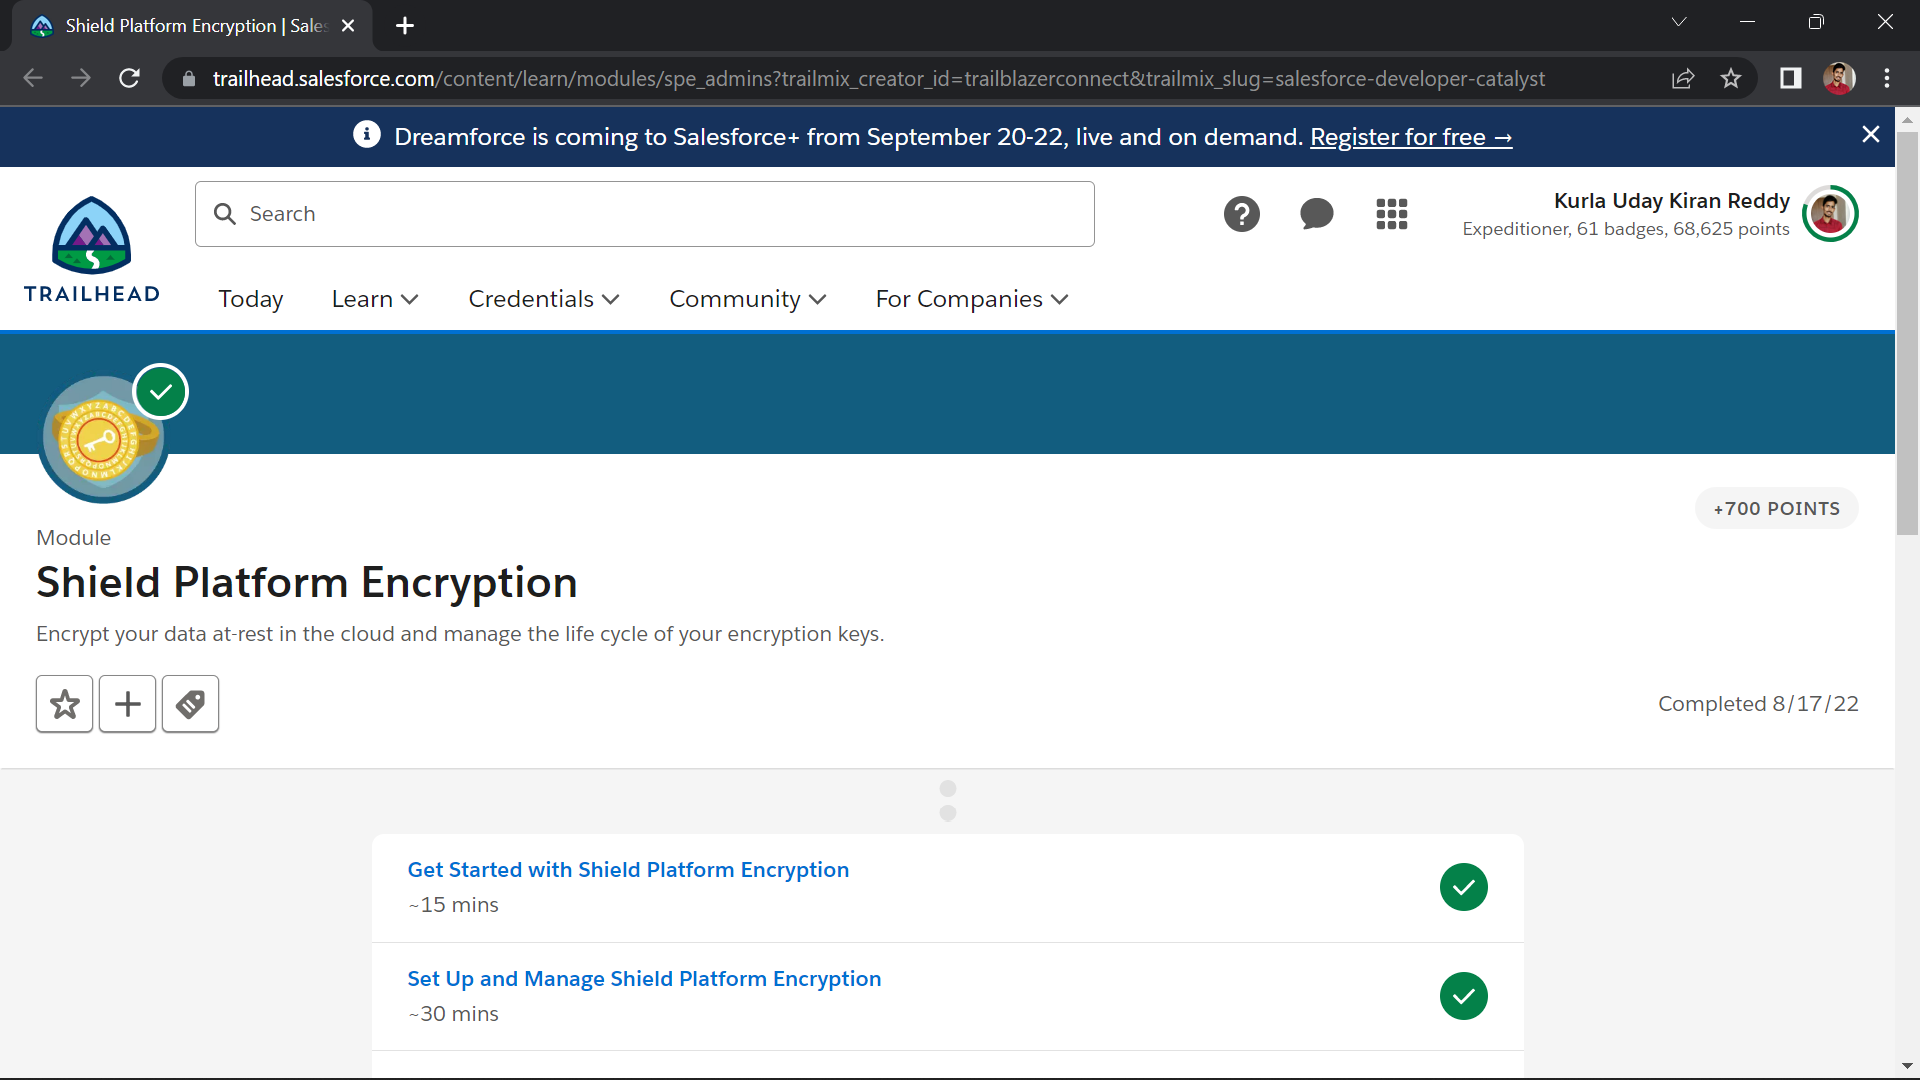 Shield Platform Encryption | Sales
trailhead.salesforce.com/content/learn/modules/spe_admins?trailmix_creator_id=trailblazerconnect&trailmix_slug=salesforce-developer-catalyst
Dreamforce is coming to Salesforce+ from September 20-22, live and on demand. Register for free →
Search
Kurla Uday Kiran Reddy
Expeditioner, 61 badges, 68,625 points
TRAILHEAD
Today Learn Credentials Community For Companies
+700 POINTS
Module
Shield Platform Encryption
Encrypt your data at-rest in the cloud and manage the life cycle of your encryption keys.
Completed 8/17/22
Get Started with Shield Platform Encryption
~15 mins
Set Up and Manage Shield Platform Encryption
~30 mins